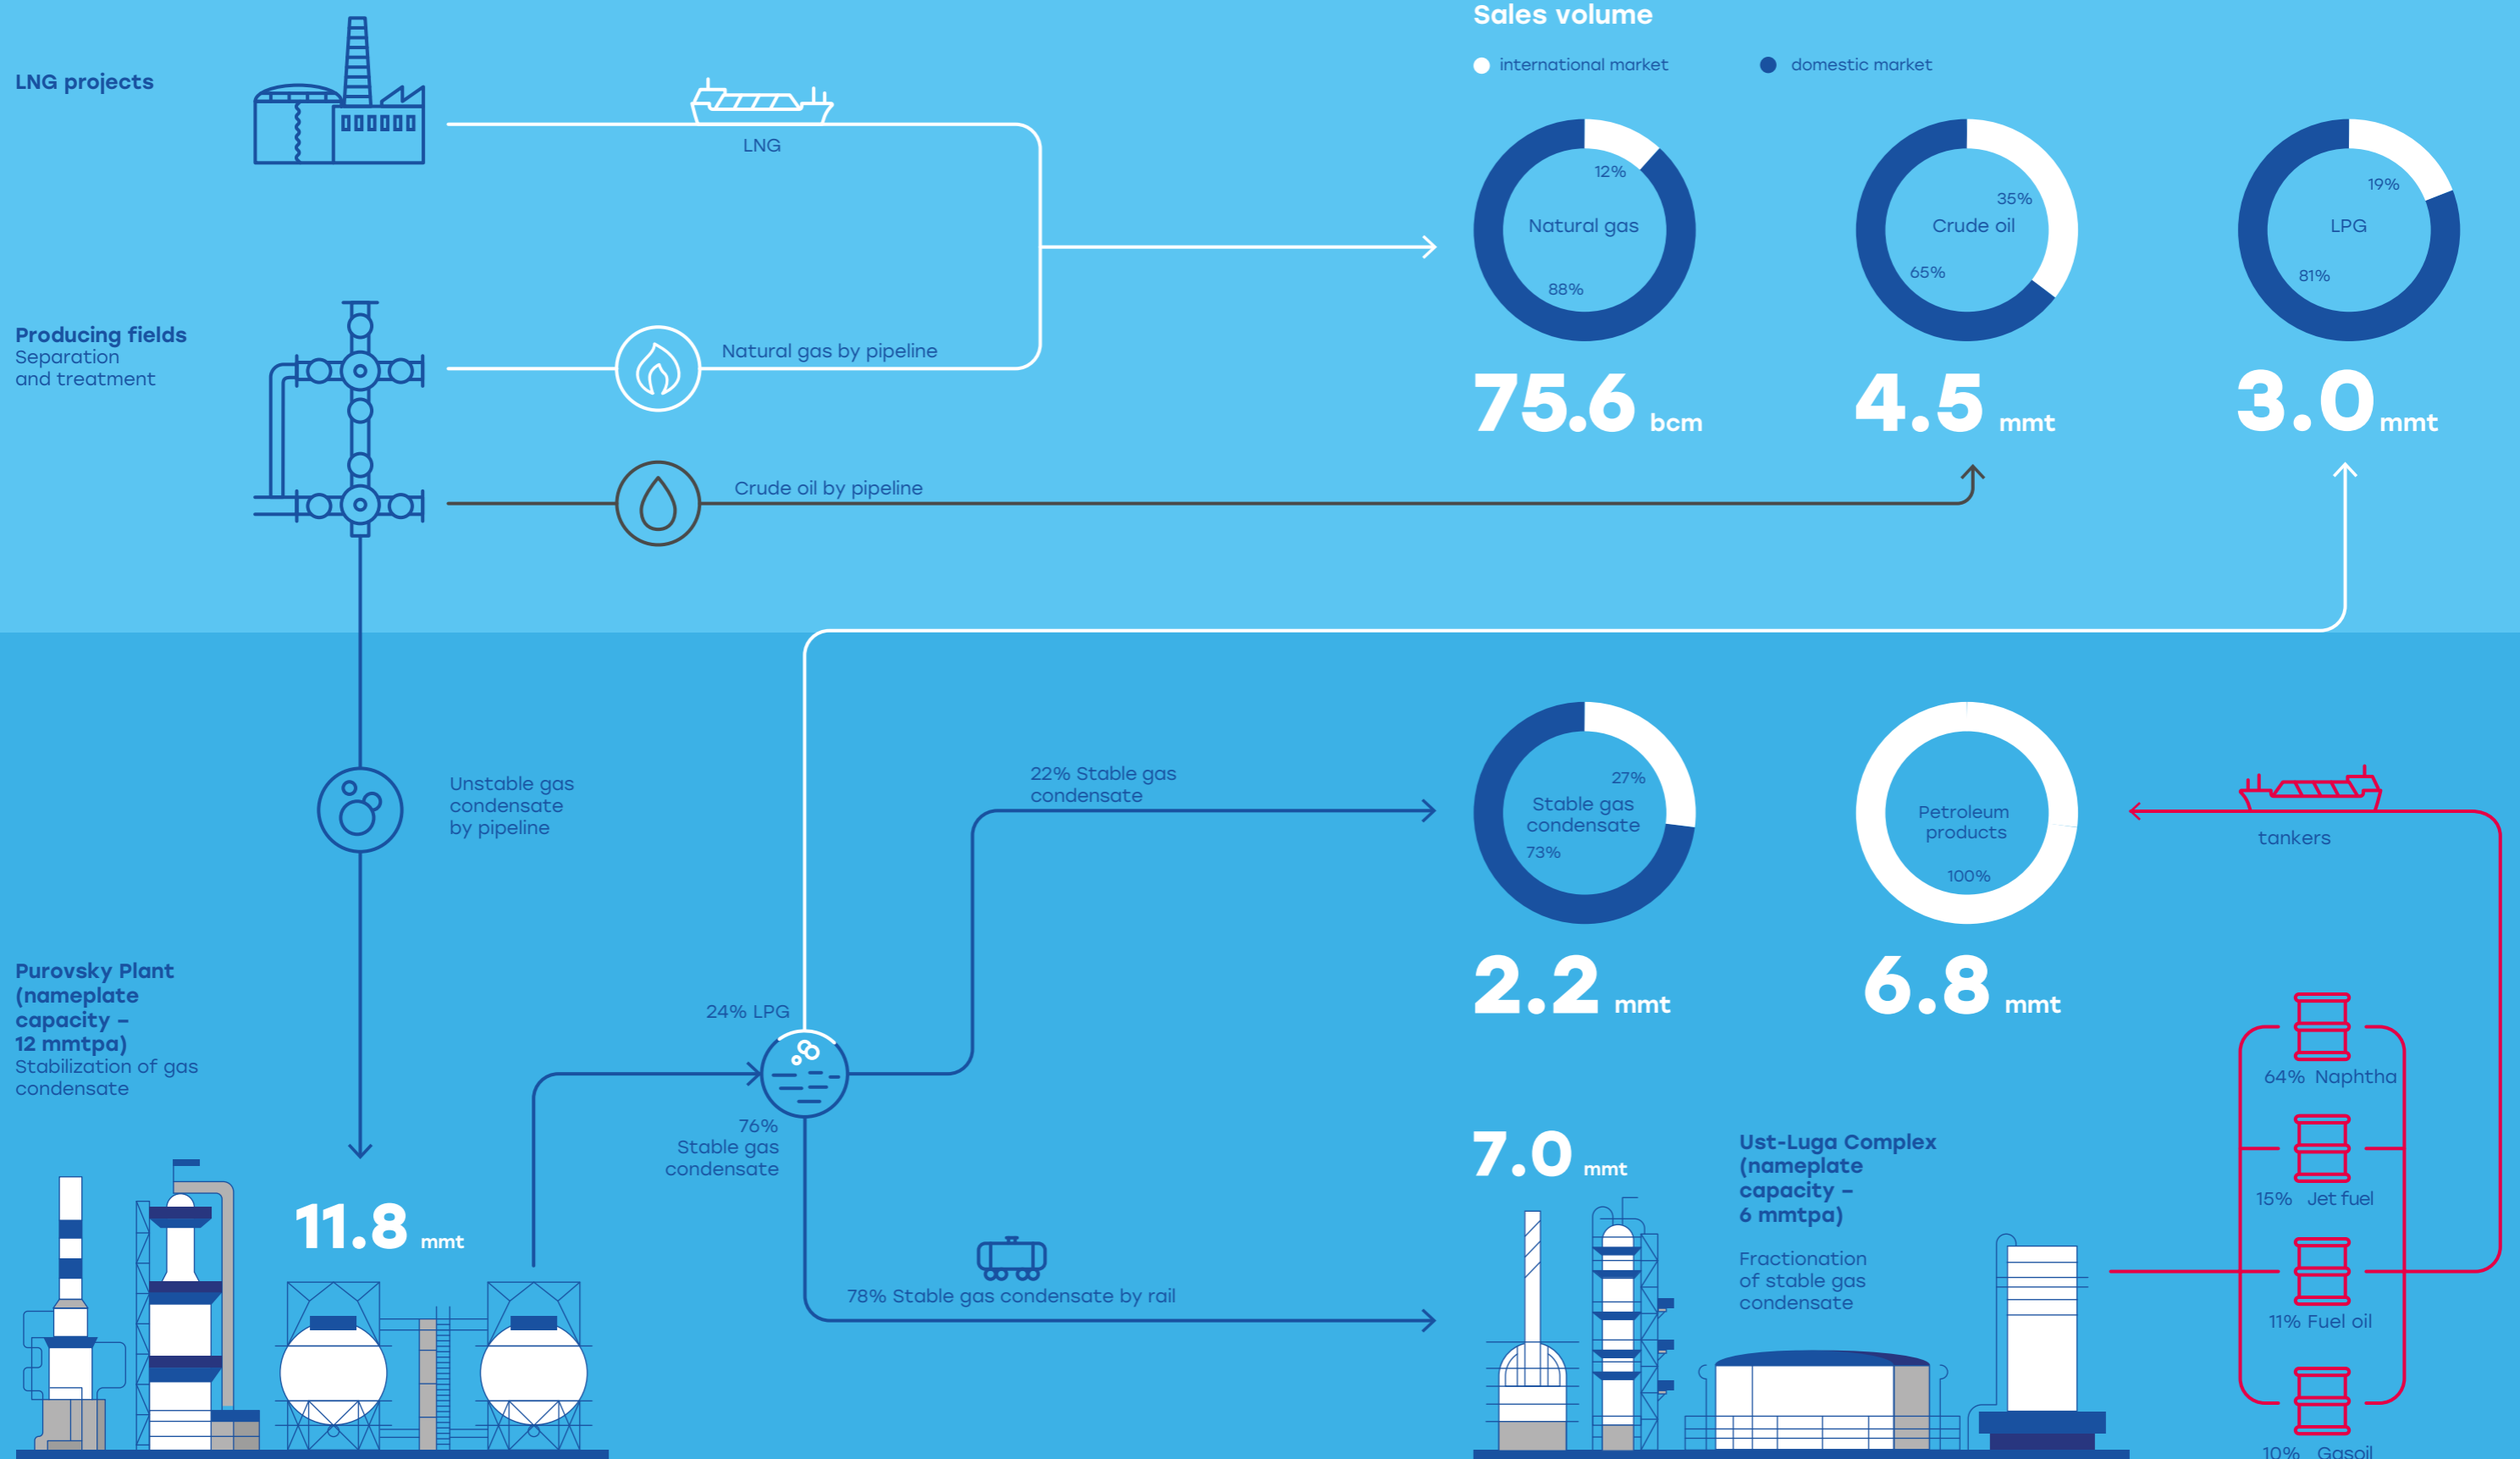 Sales volume
international market
domestic market
LNG projects
LNG
12%
Natural gas
88%
35%
Crude oil
65%
19%
LPG
81%
Producing fields
Separation
and treatment
Natural gas by pipeline
75.6 bcm
4.5 mmt
3.0 mmt
Crude oil by pipeline
Unstable gas
condensate
by pipeline
22% Stable gas
condensate
27%
Stable gas
condensate
73%
Petroleum
products
100%
tankers
2.2 mmt
6.8 mmt
Purovsky Plant
(nameplate
capacity –
12 mmtpa)
Stabilization of gas
condensate
24% LPG
76%
Stable gas
condensate
11.8 mmt
78% Stable gas condensate by rail
7.0 mmt
Ust-Luga Complex
(nameplate
capacity –
6 mmtpa)
Fractionation
of stable gas
condensate
64% Naphtha
15% Jet fuel
11% Fuel oil
10% Gasoil